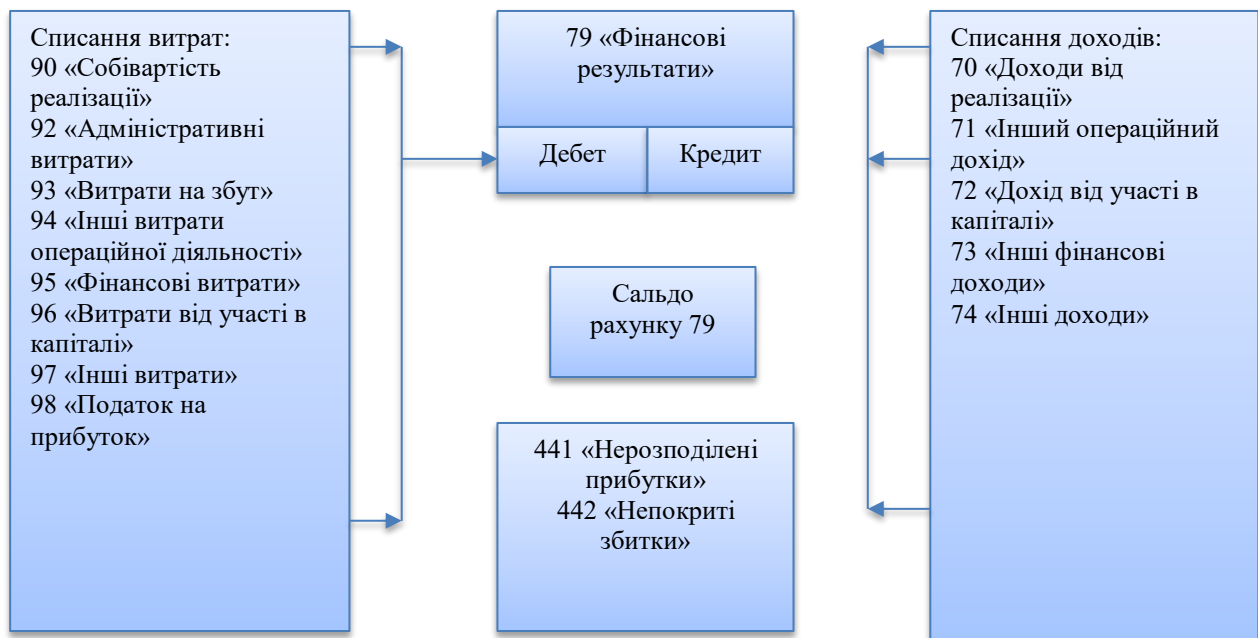 Списання витрат:
90 «Собівартість
реалізації»
92 «Адміністративні
витрати»
93 «Витрати на збут»
94 «Інші витрати
операційної діяльності»
95 «Фінансові витрати»
96 «Витрати від участі в
капіталі»
97 «Інші витрати»
98 «Податок на
прибуток»
79 «Фінансові
результати»
Дебет
Кредит
Сальдо
рахунку 79
441 «Нерозподілені
прибутки»
442 «Непокриті
збитки»
Списання доходів:
70 «Доходи від
реалізації»
71 «Інший операційний
дохід»
72 «Дохід від участі в
капіталі»
73 «Інші фінансові
доходи»
74 «Інші доходи»